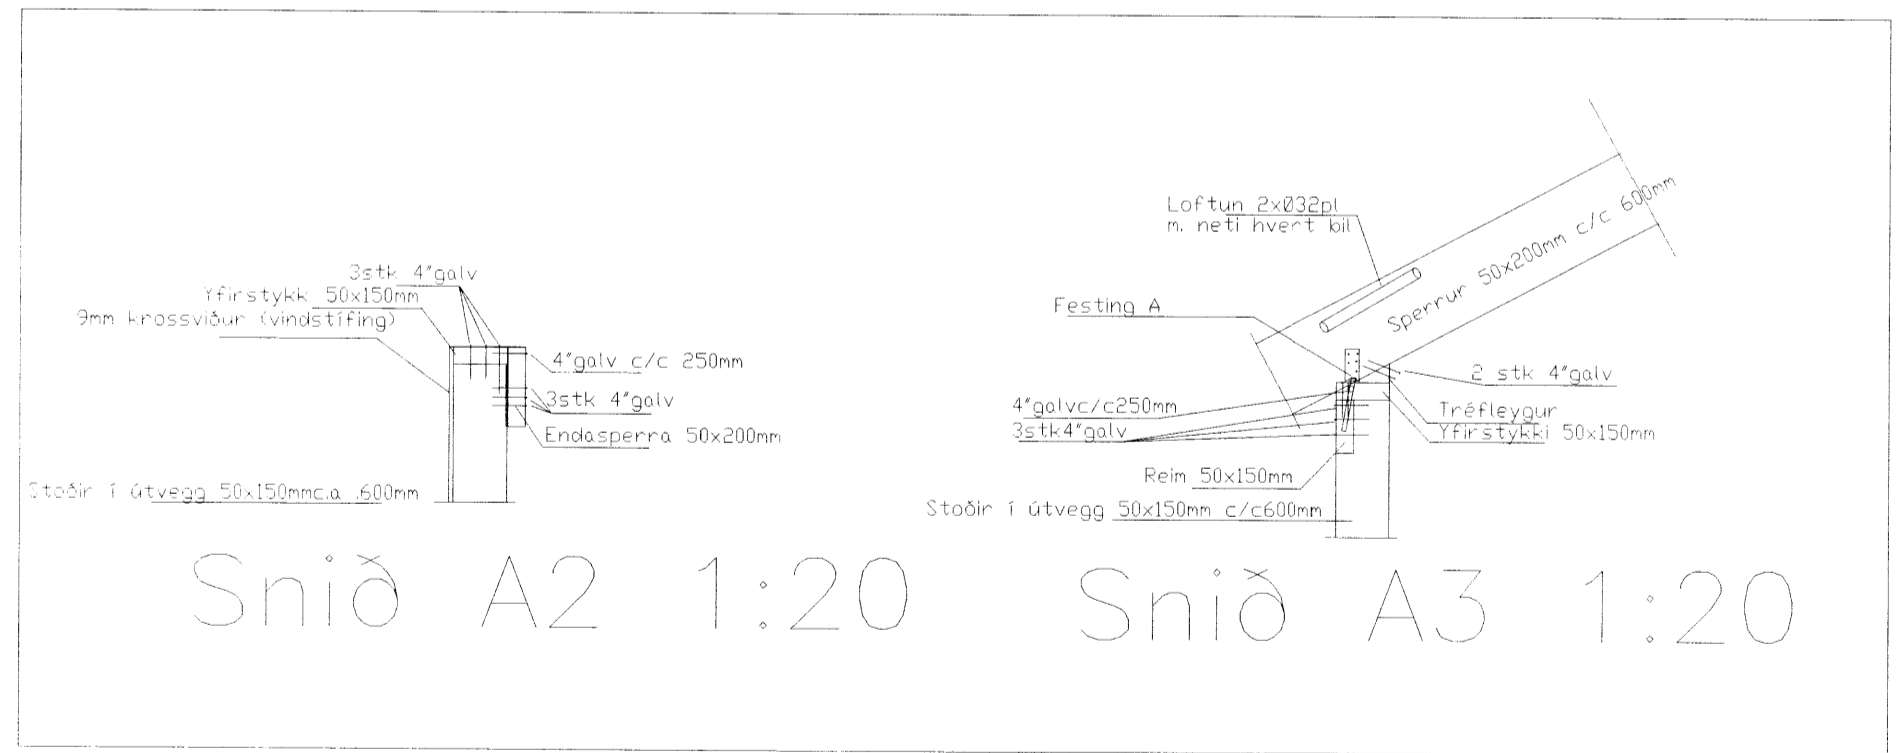 3stk 4"galv
Yfirstykk 50x150mm
9mm krossviður (vindstífing)
4"galv c/c 250mm
3stk 4"galv
Endasperra 50x200mm
Stoðir í útvegg 50x150mmc.a .600mm
Snið A2 1:20
Loftun 2xØ32pl
m. neti hvert bil
Sperrur 50x200mm c/c 600mm
Festing A
2 stk 4"galv
4"galvc/c250mm
3stk4"galv
Tréfleygur
Yfirstykki 50x150mm
Reim 50x150mm
Stoðir í útvegg 50x150mm c/c600mm
Snið A3 1:20